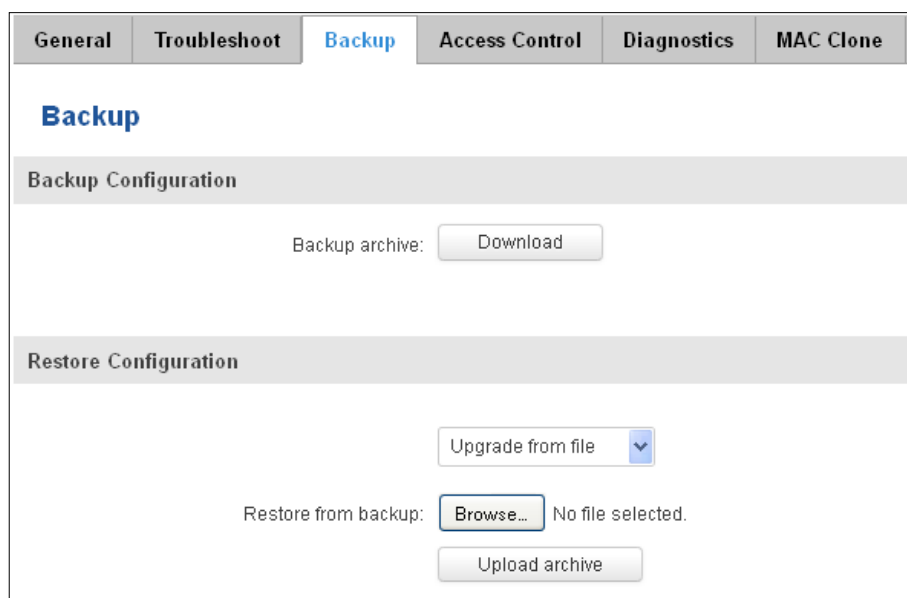 General Troubleshoot Backup Access Control Diagnostics MAC Clone
Backup
Backup Configuration
Backup archive: Download
Restore Configuration
Upgrade from file
Restore from backup: Browse... No file selected.
Upload archive